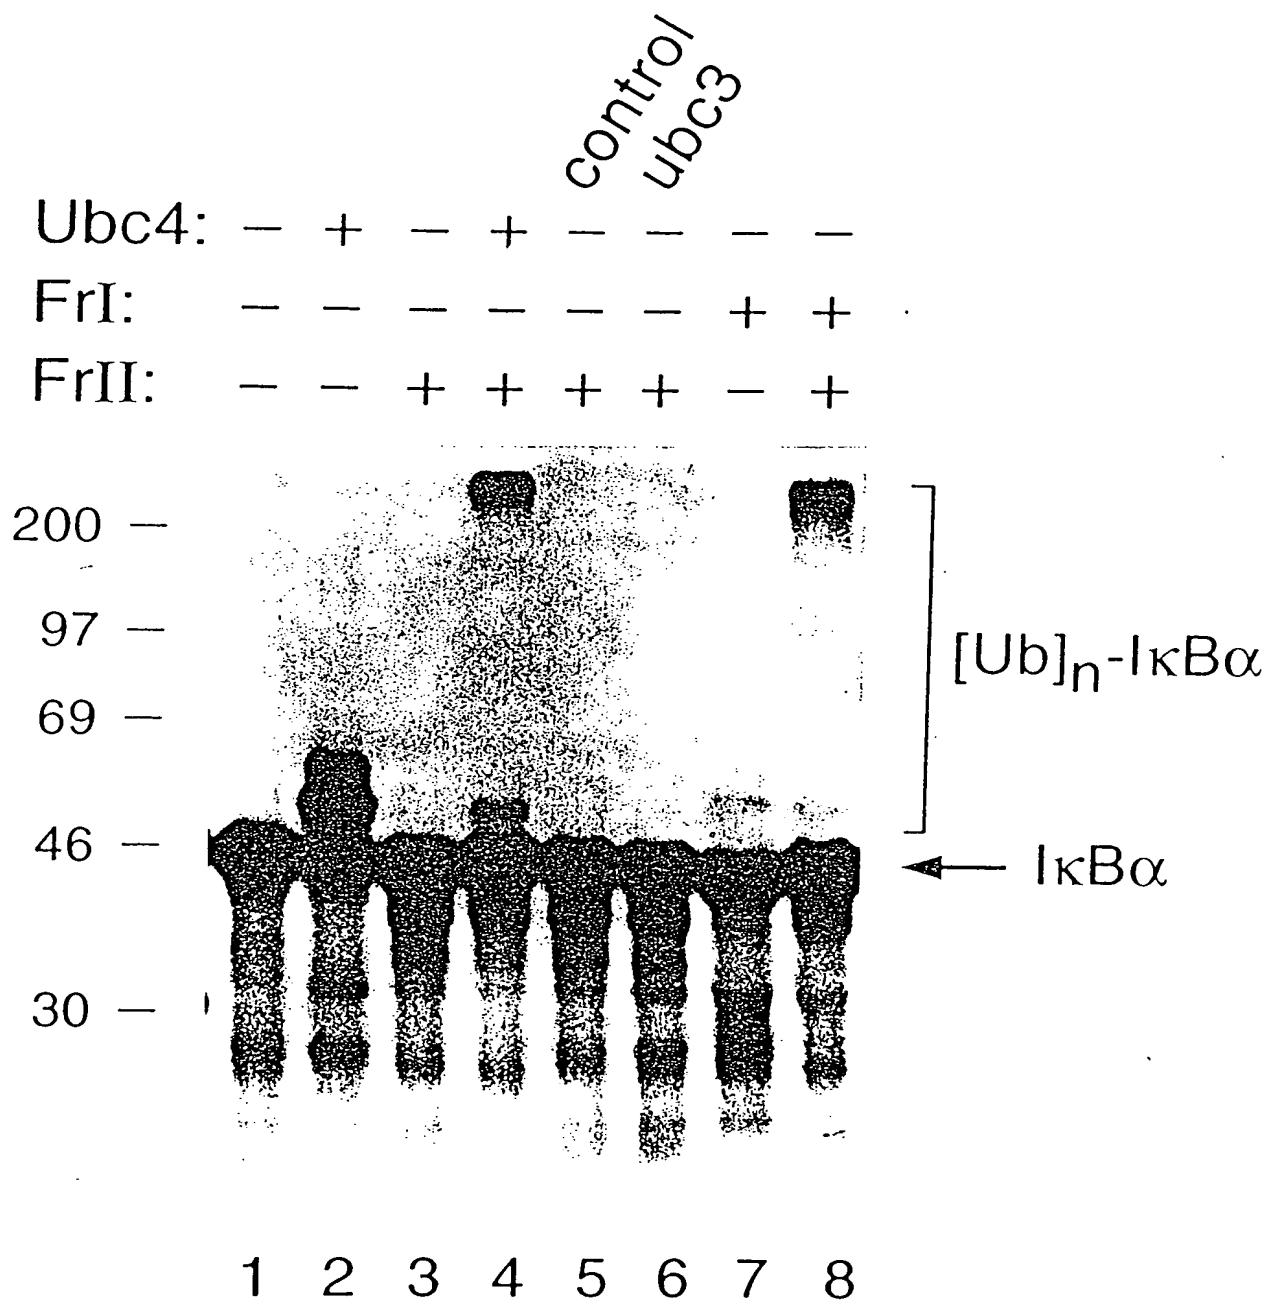 control
ubc3
Ubc4: − + − + − − − −
FrI: − − − − − − + +
FrII: − − + + + + − +
200 —
97 —
69 —
46 —
30 —
[Ub]n-IκBα
IκBα
1 2 3 4 5 6 7 8